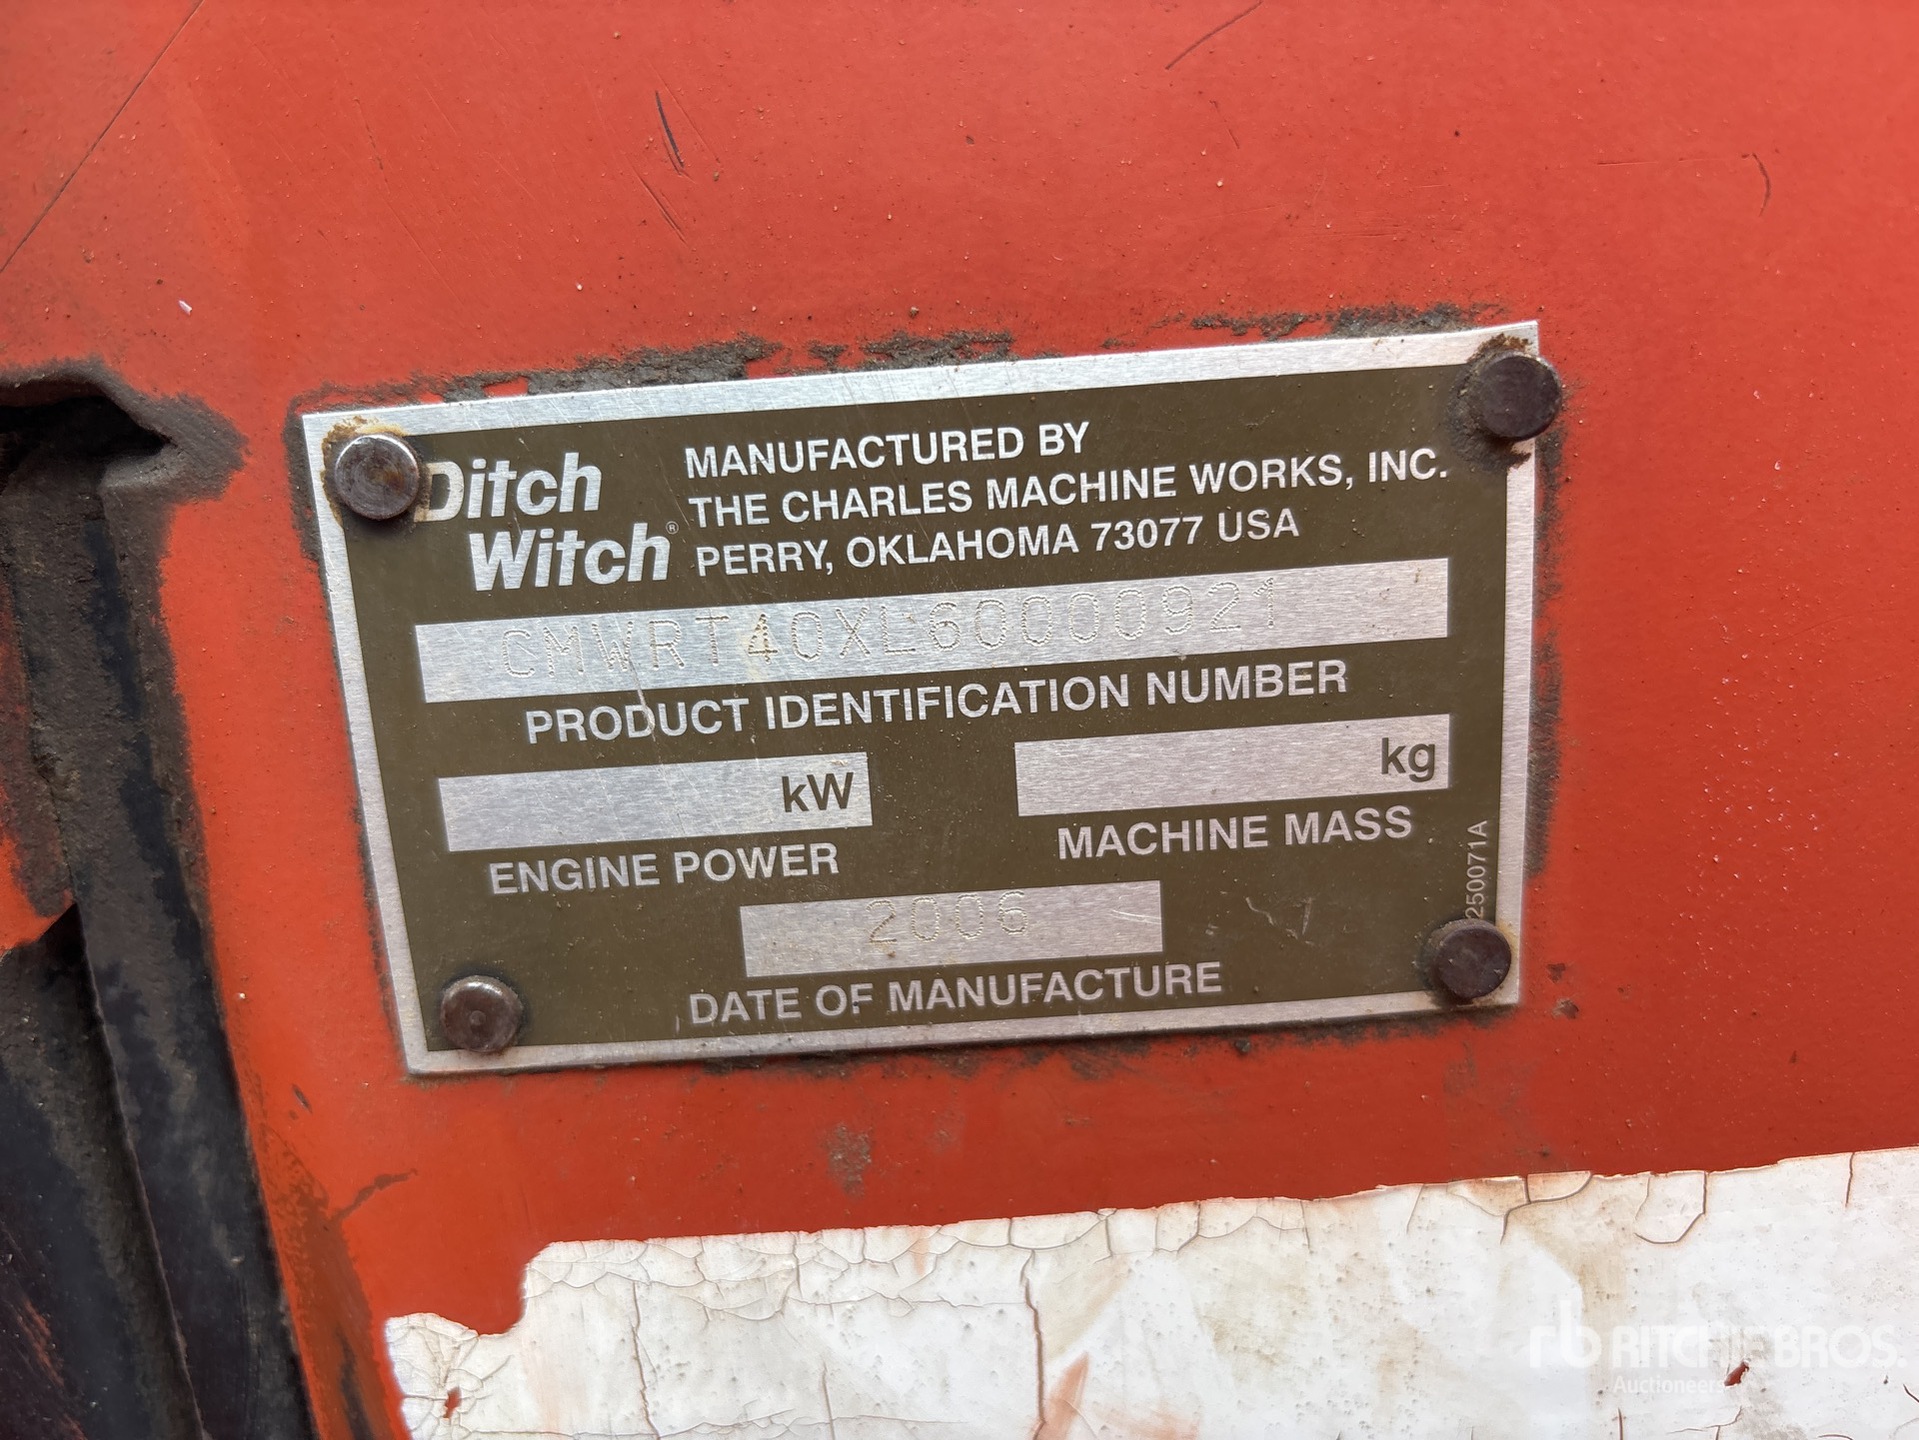 Ditch
Witch®
MANUFACTURED BY
THE CHARLES MACHINE WORKS, INC.
PERRY, OKLAHOMA 73077 USA
CMWRT40XL60000921
PRODUCT IDENTIFICATION NUMBER
kW
ENGINE POWER
kg
MACHINE MASS
2006
DATE OF MANUFACTURE
250071A
rb RITCHIE BROS.
Auctioneers